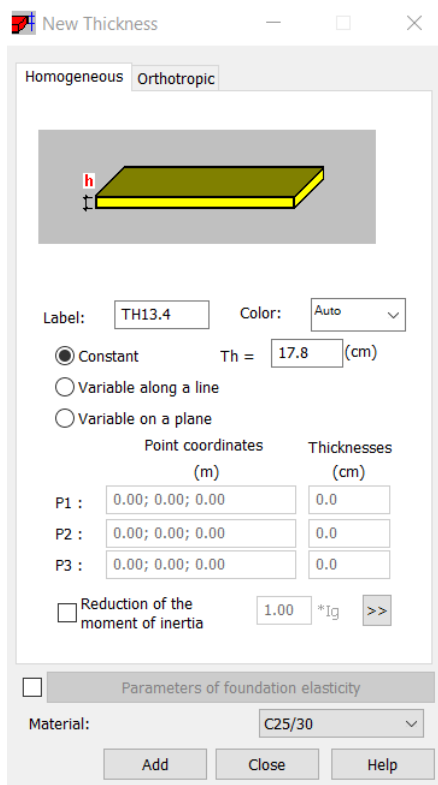 New Thickness
Homogeneous Orthotropic
h
Label: TH13.4 Color: Auto
Constant Th = 17.8 (cm)
Variable along a line
Variable on a plane
Point coordinates Thicknesses
(m) (cm)
P1 : 0.00; 0.00; 0.00 0.0
P2 : 0.00; 0.00; 0.00 0.0
P3 : 0.00; 0.00; 0.00 0.0
Reduction of the
moment of inertia 1.00 *Ig >>
Parameters of foundation elasticity
Material: C25/30
Add Close Help